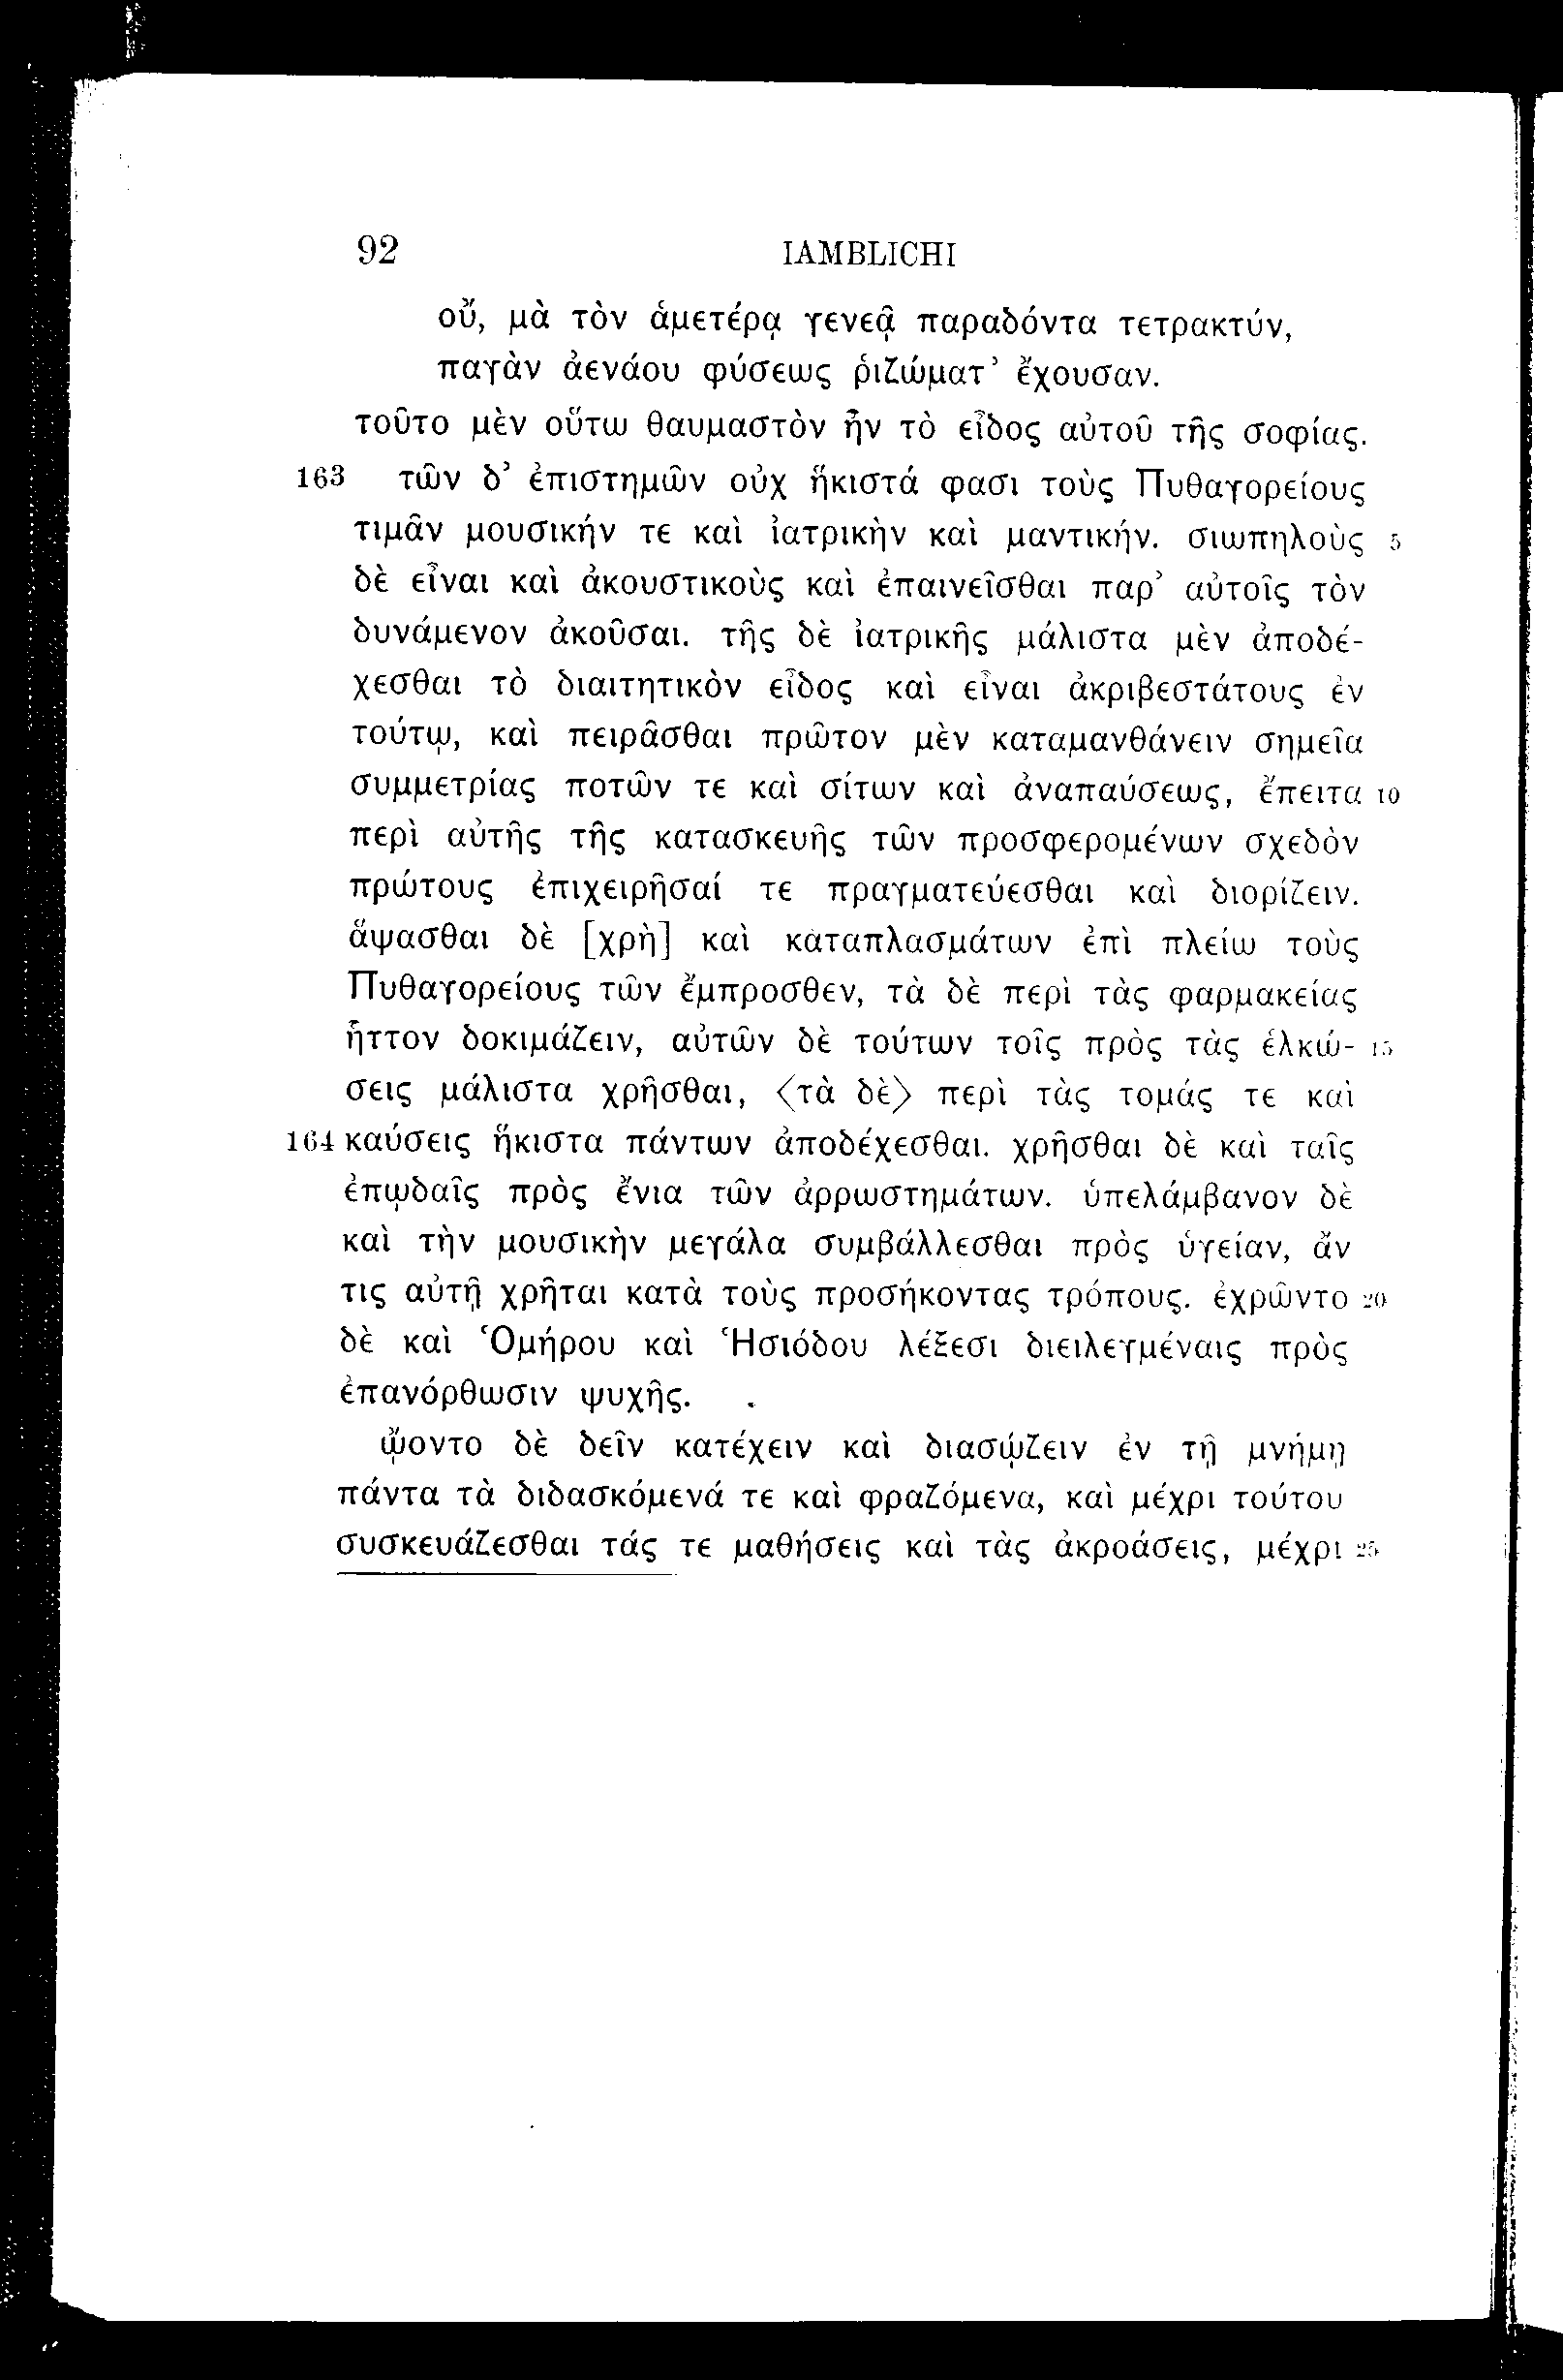 92 IAMBLICHI
οὔ, μὰ τὸν ἁμετέρᾳ γενεᾷ παραδόντα τετρακτύν,
παγὰν ἀενάου φύσεως ῥιζώματ’ ἔχουσαν.
τοῦτο μὲν οὕτω θαυμαστὸν ἦν τὸ εἶδος αὐτοῦ τῆς σοφίας.
163 τῶν δ’ ἐπιστημῶν οὐχ ἥκιστά φασι τοὺς Πυθαγορείους
τιμᾶν μουσικήν τε καὶ ἰατρικὴν καὶ μαντικήν. σιωπηλοὺς 5
δὲ εἶναι καὶ ἀκουστικοὺς καὶ ἐπαινεῖσθαι παρ’ αὐτοῖς τὸν
δυνάμενον ἀκοῦσαι. τῆς δὲ ἰατρικῆς μάλιστα μὲν ἀποδέ-
χεσθαι τὸ διαιτητικὸν εἶδος καὶ εἶναι ἀκριβεστάτους ἐν
τούτῳ, καὶ πειρᾶσθαι πρῶτον μὲν καταμανθάνειν σημεῖα
συμμετρίας ποτῶν τε καὶ σίτων καὶ ἀναπαύσεως, ἔπειτα 10
περὶ αὐτῆς τῆς κατασκευῆς τῶν προσφερομένων σχεδὸν
πρώτους ἐπιχειρῆσαί τε πραγματεύεσθαι καὶ διορίζειν.
ἅψασθαι δὲ [χρὴ] καὶ καταπλασμάτων ἐπὶ πλείω τοὺς
Πυθαγορείους τῶν ἔμπροσθεν, τὰ δὲ περὶ τὰς φαρμακείας
ἧττον δοκιμάζειν, αὐτῶν δὲ τούτων τοῖς πρὸς τὰς ἑλκώ- 15
σεις μάλιστα χρῆσθαι, ⟨τὰ δὲ⟩ περὶ τὰς τομάς τε καὶ
164 καύσεις ἥκιστα πάντων ἀποδέχεσθαι. χρῆσθαι δὲ καὶ ταῖς
ἐπῳδαῖς πρὸς ἔνια τῶν ἀρρωστημάτων. ὑπελάμβανον δὲ
καὶ τὴν μουσικὴν μεγάλα συμβάλλεσθαι πρὸς ὑγείαν, ἄν
τις αὐτῇ χρῆται κατὰ τοὺς προσήκοντας τρόπους. ἐχρῶντο 20
δὲ καὶ Ὁμήρου καὶ Ἡσιόδου λέξεσι διειλεγμέναις πρὸς
ἐπανόρθωσιν ψυχῆς.
ᾤοντο δὲ δεῖν κατέχειν καὶ διασῴζειν ἐν τῇ μνήμῃ
πάντα τὰ διδασκόμενά τε καὶ φραζόμενα, καὶ μέχρι τούτου
συσκευάζεσθαι τάς τε μαθήσεις καὶ τὰς ἀκροάσεις, μέχρι 25